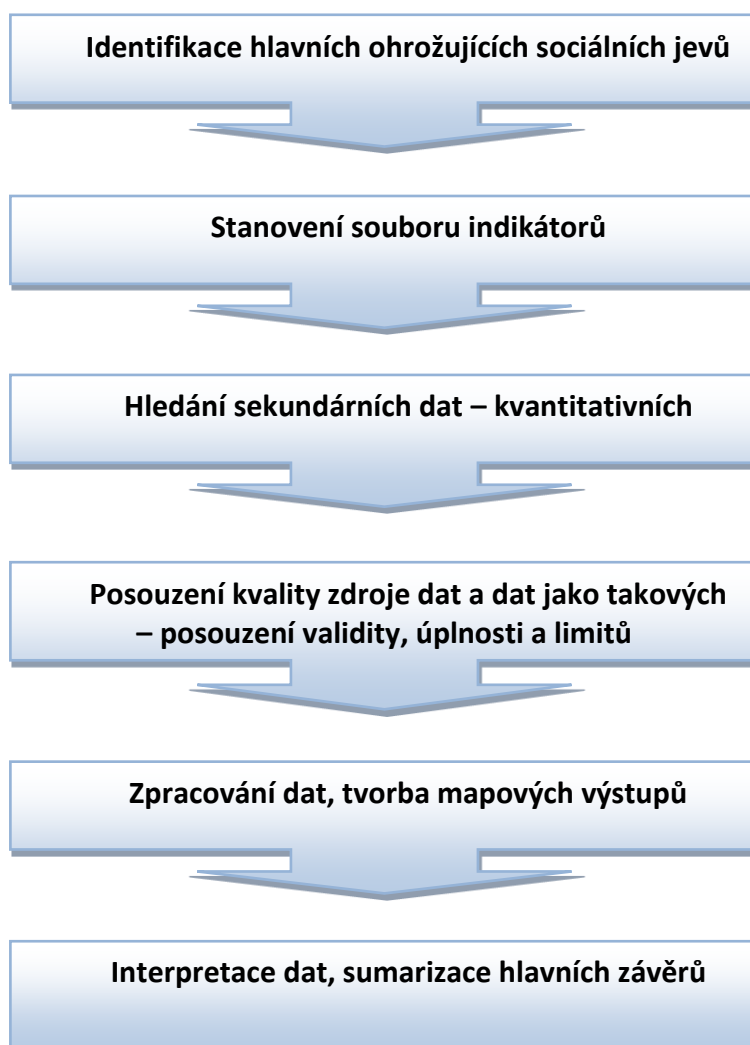 Identifikace hlavních ohrožujících sociálních jevů
Stanovení souboru indikátorů
Hledání sekundárních dat – kvantitativních
Posouzení kvality zdroje dat a dat jako takových
– posouzení validity, úplnosti a limitů
Zpracování dat, tvorba mapových výstupů
Interpretace dat, sumarizace hlavních závěrů